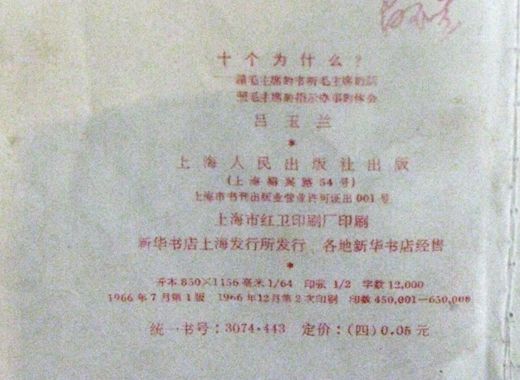 十个为什么？
——读毛主席的书听毛主席的话
照毛主席的指示办事的体会
吕玉兰
*
上海人民出版社出版
（上海绍兴路54号）
上海市书刊出版业营业许可证出001号
上海市红卫印刷厂印刷
新华书店上海发行所发行 各地新华书店经售
*
开本850×1156毫米1/64 印张1/2 字数12,000
1966年7月第1版 1966年12月第2次印刷 印数450,001—650,000
统一书号：3074·443 定价：（四）0.05元